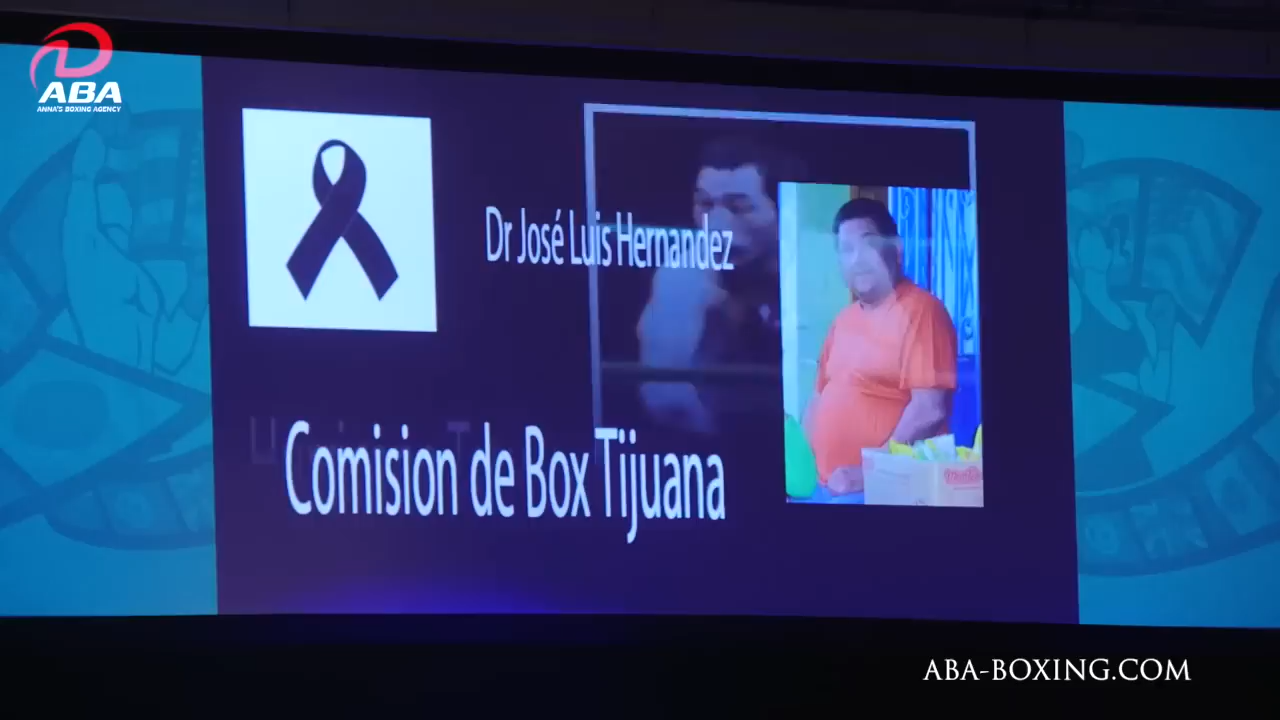 ABA
ANNA'S BOXING AGENCY
Dr José Luis Hernandez
Comision de Box Tijuana
ABA-BOXING.COM